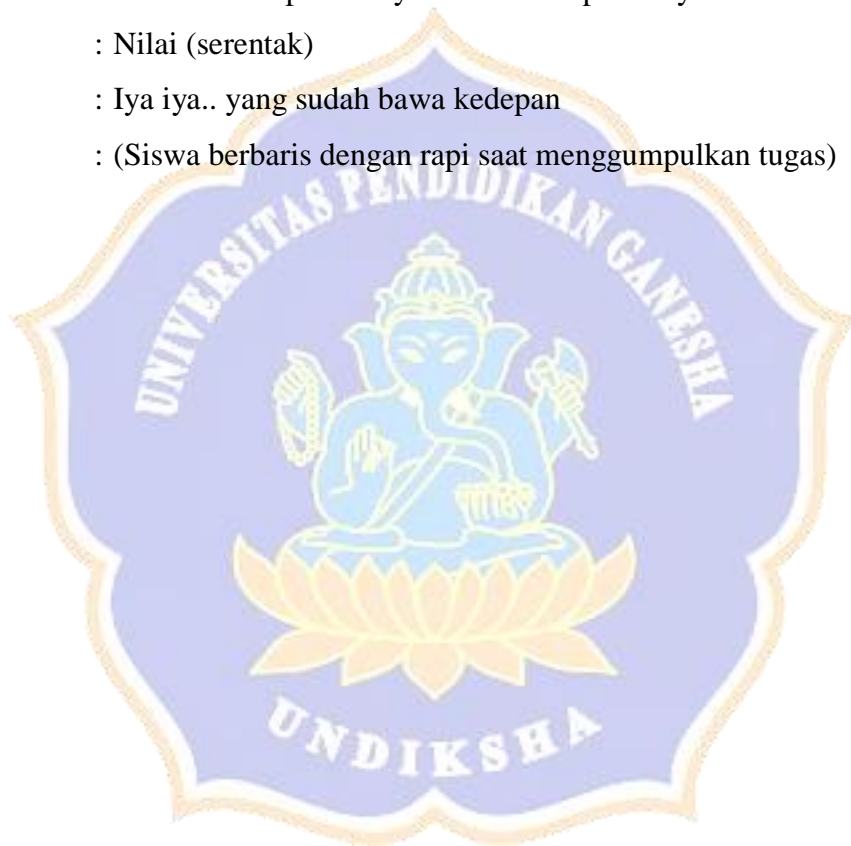 : Nilai (serentak)
: Iya iya.. yang sudah bawa kedepan
: (Siswa berbaris dengan rapi saat menggumpulkan tugas)
UNIVERSITAS PENDIDIKAN GANESHA
UNDIKSHA